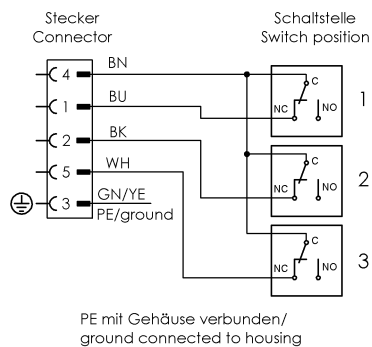 Stecker
Connector
Schaltstelle
Switch position
4 BN
1 BU
2 BK
5 WH
3 GN/YE
PE/ground
C
NC NO
1
C
NC NO
2
C
NC NO
3
PE mit Gehäuse verbunden/
ground connected to housing